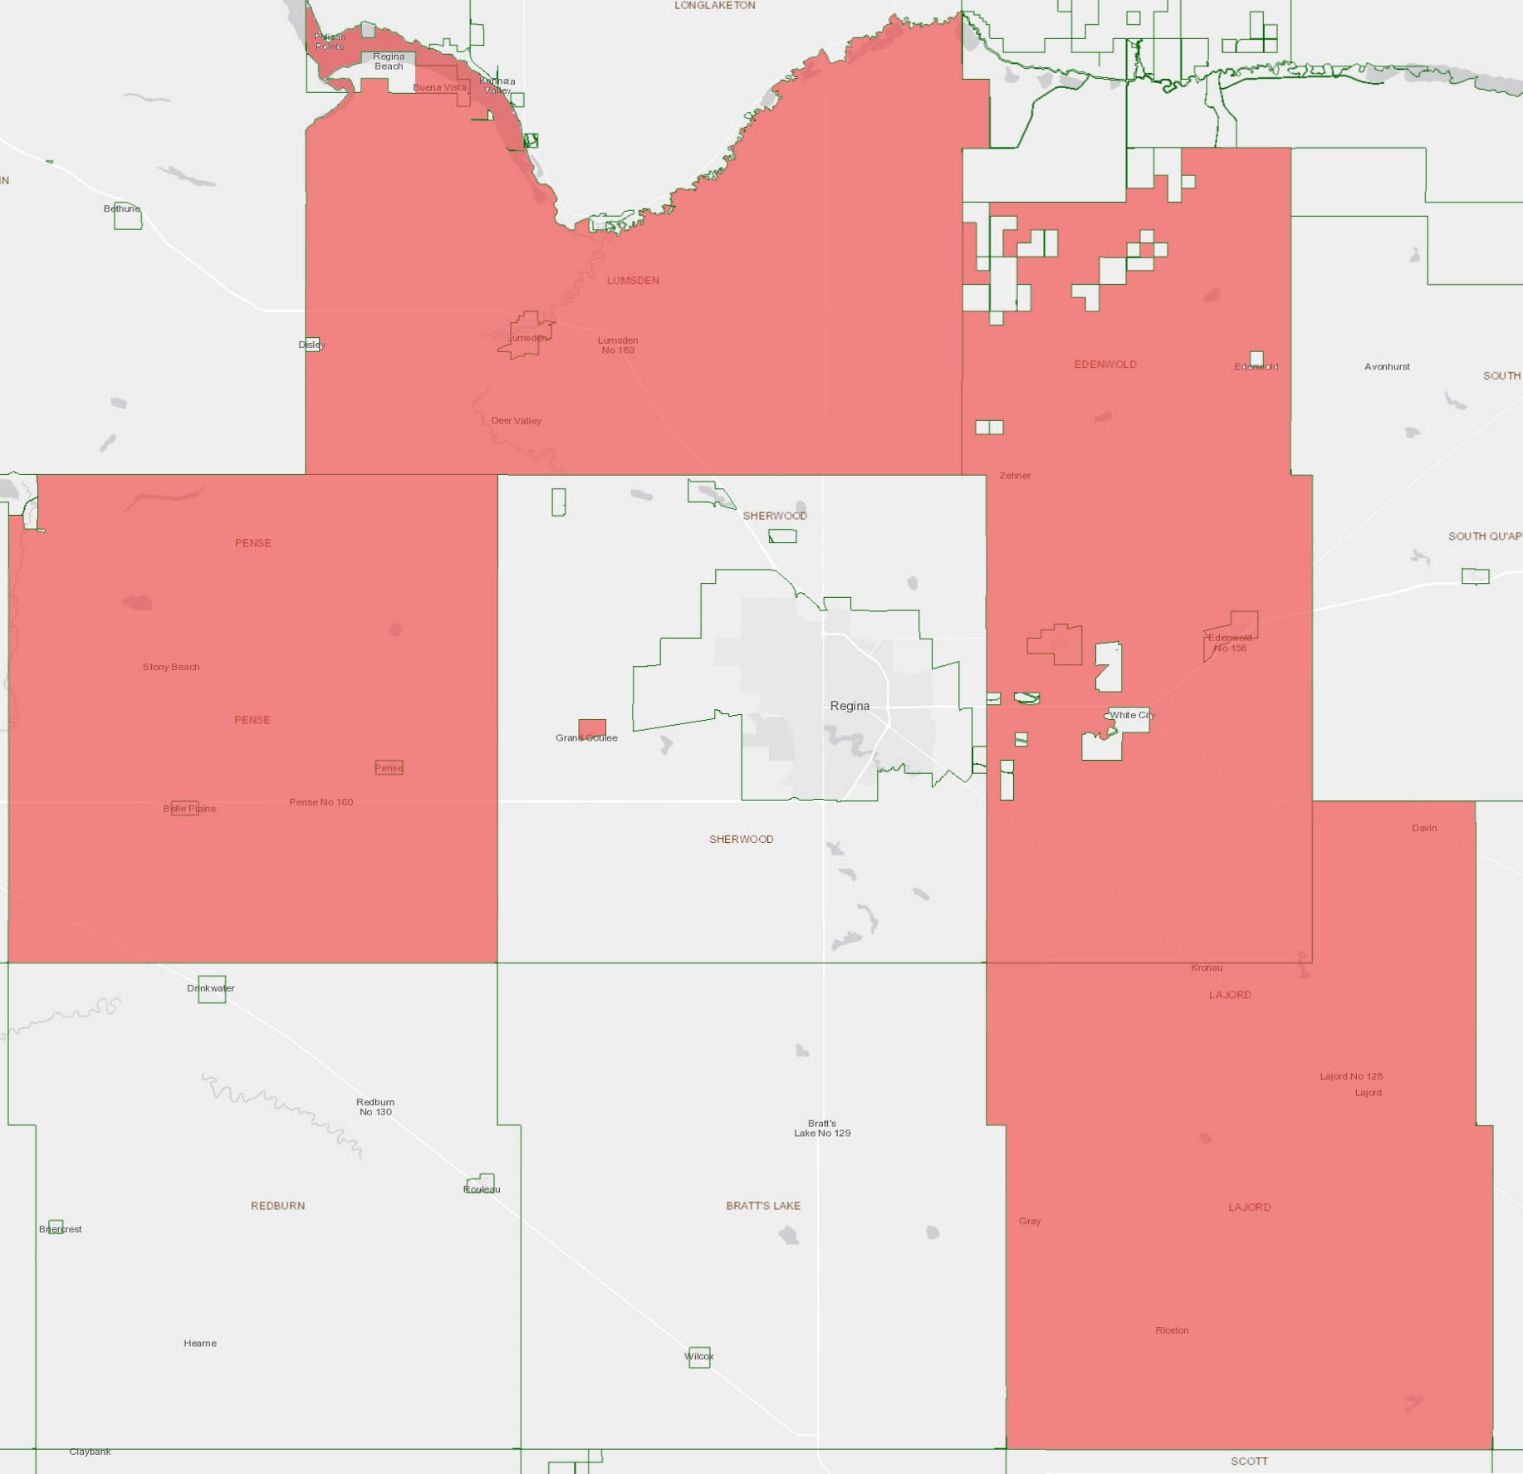 LONGLAKETON
Pelican
Pointe
Regina
Beach
Kannata
Valley
Buena Vista
Bethune
LUMSDEN
Lumsden
Lumsden
No 189
Disley
Deer Valley
EDENWOLD
Edenwold
Avonhurst
SOUTH
Zehner
SHERWOOD
SOUTH QU'AP
PENSE
Stony Beach
PENSE
Edenwold
No 158
Regina
White City
Grand Coulee
Pense
Belle Plaine
Pense No 160
SHERWOOD
Davin
Kronau
LAJORD
Drinkwater
Lajord No 128
Lajord
Redburn
No 130
Bratt's
Lake No 129
Rouleau
REDBURN
BRATT'S LAKE
LAJORD
Gray
Briercrest
Riceton
Hearne
Wilcox
Claybank
SCOTT